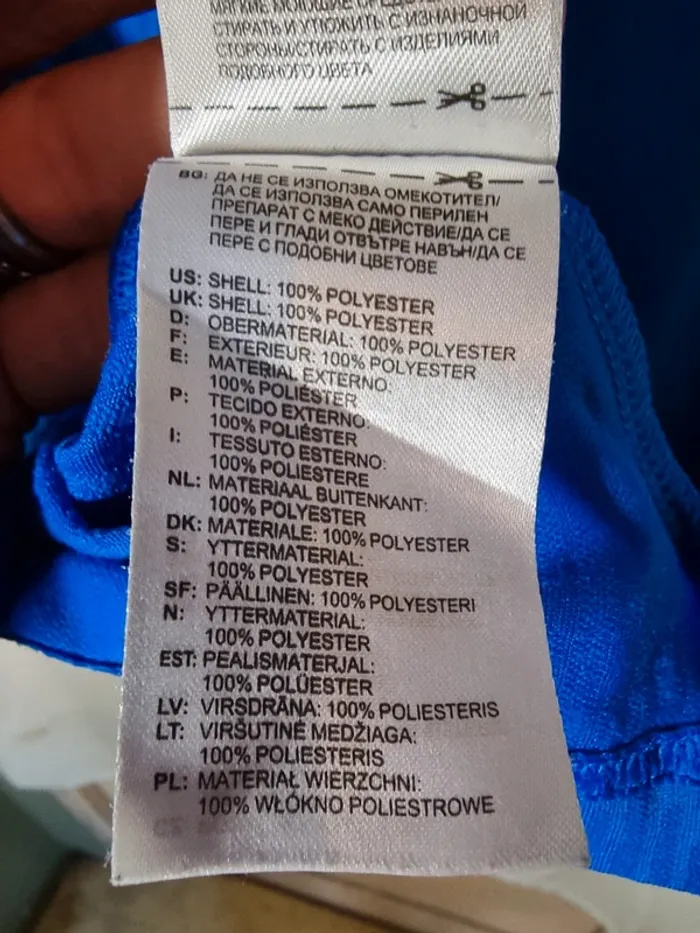 МЯГКИЕ МОЮЩИЕ СРЕДСТВА
СТИРАТЬ И УТЮЖИТЬ С ИЗНАНОЧНОЙ
СТОРОНЫ/СТИРАТЬ С ИЗДЕЛИЯМИ
ПОДОБНОГО ЦВЕТА
BG: ДА НЕ СЕ ИЗПОЛЗВА ОМЕКОТИТЕЛ/
ДА СЕ ИЗПОЛЗВА САМО ПЕРИЛЕН
ПРЕПАРАТ С МЕКО ДЕЙСТВИЕ/ДА СЕ
ПЕРЕ И ГЛАДИ ОТВЪТРЕ НАВЪН/ДА СЕ
ПЕРЕ С ПОДОБНИ ЦВЕТОВЕ
US: SHELL: 100% POLYESTER
UK: SHELL: 100% POLYESTER
D: OBERMATERIAL: 100% POLYESTER
F: EXTERIEUR: 100% POLYESTER
E: MATERIAL EXTERNO:
100% POLIÉSTER
P: TECIDO EXTERNO:
100% POLIÉSTER
I: TESSUTO ESTERNO:
100% POLIESTERE
NL: MATERIAAL BUITENKANT:
100% POLYESTER
DK: MATERIALE: 100% POLYESTER
S: YTTERMATERIAL:
100% POLYESTER
SF: PÄÄLLINEN: 100% POLYESTERI
N: YTTERMATERIAL:
100% POLYESTER
EST: PEALISMATERJAL:
100% POLÜESTER
LV: VIRSDRĀNA: 100% POLIESTERIS
LT: VIRŠUTINĖ MEDŽIAGA:
100% POLIESTERIS
PL: MATERIAŁ WIERZCHNI:
100% WŁÓKNO POLIESTROWE